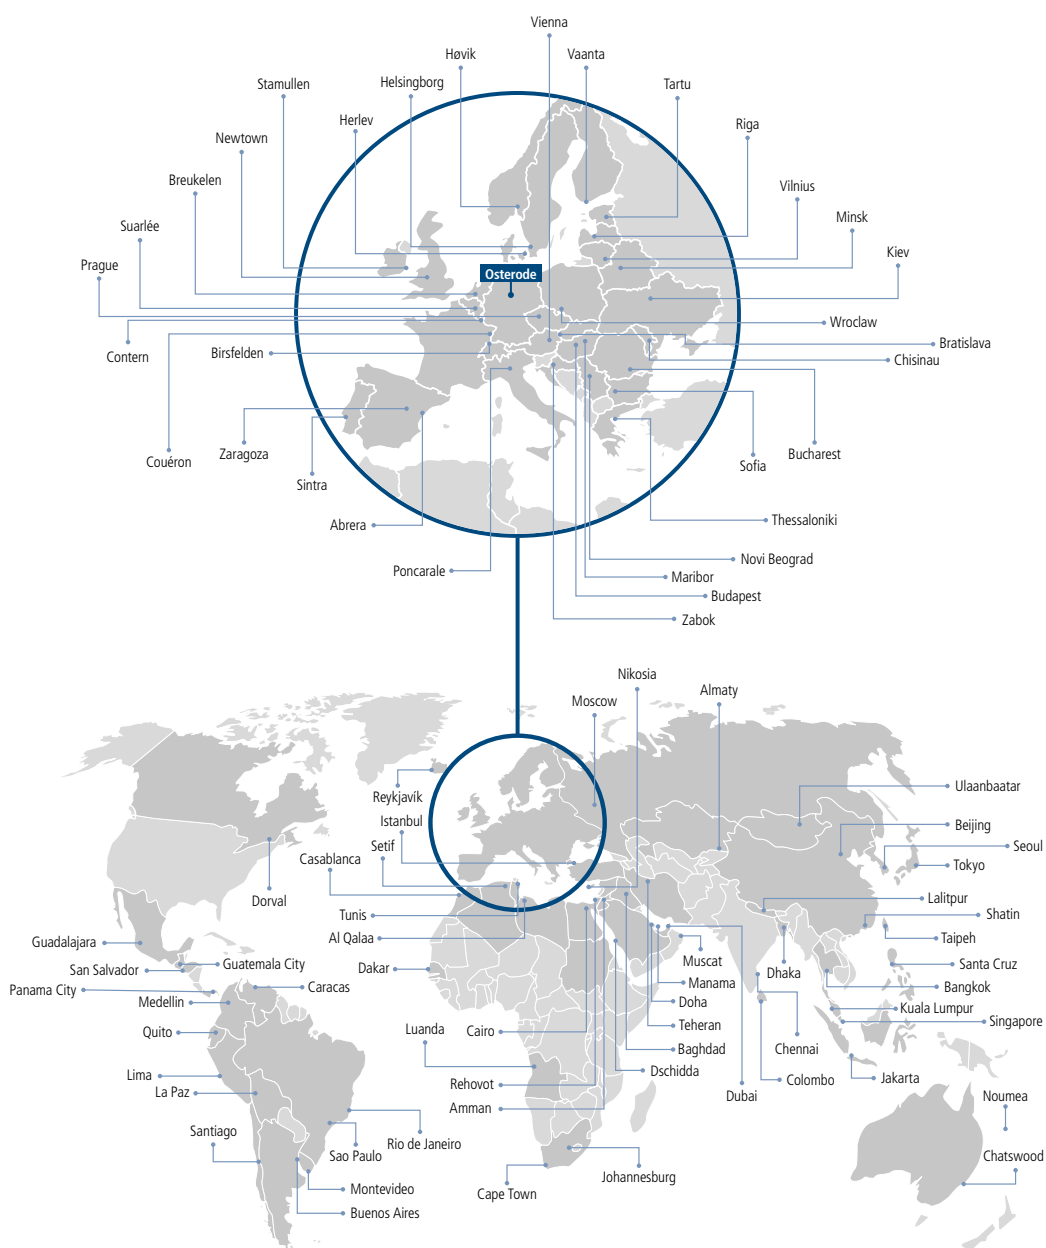 Vienna
Høvik
Vaanta
Stamullen
Helsingborg
Tartu
Herlev
Riga
Newtown
Breukelen
Vilnius
Suarlée
Minsk
Kiev
Prague
Osterode
Wroclaw
Contern
Birsfelden
Bratislava
Chisinau
Couéron
Zaragoza
Sofia
Bucharest
Sintra
Abrera
Thessaloniki
Novi Beograd
Poncarale
Maribor
Budapest
Zabok
Nikosia
Almaty
Moscow
Reykjavík
Ulaanbaatar
Istanbul
Beijing
Setif
Seoul
Casablanca
Tokyo
Dorval
Lalitpur
Tunis
Shatin
Al Qalaa
Taipeh
Guadalajara
Muscat
Guatemala City
Santa Cruz
San Salvador
Dakar
Dhaka
Manama
Caracas
Bangkok
Panama City
Medellin
Doha
Kuala Lumpur
Singapore
Quito
Luanda
Cairo
Teheran
Baghdad
Chennai
Lima
Dschidda
Colombo
Jakarta
La Paz
Rehovot
Dubai
Noumea
Amman
Santiago
Rio de Janeiro
Sao Paulo
Chatswood
Johannesburg
Montevideo
Cape Town
Buenos Aires